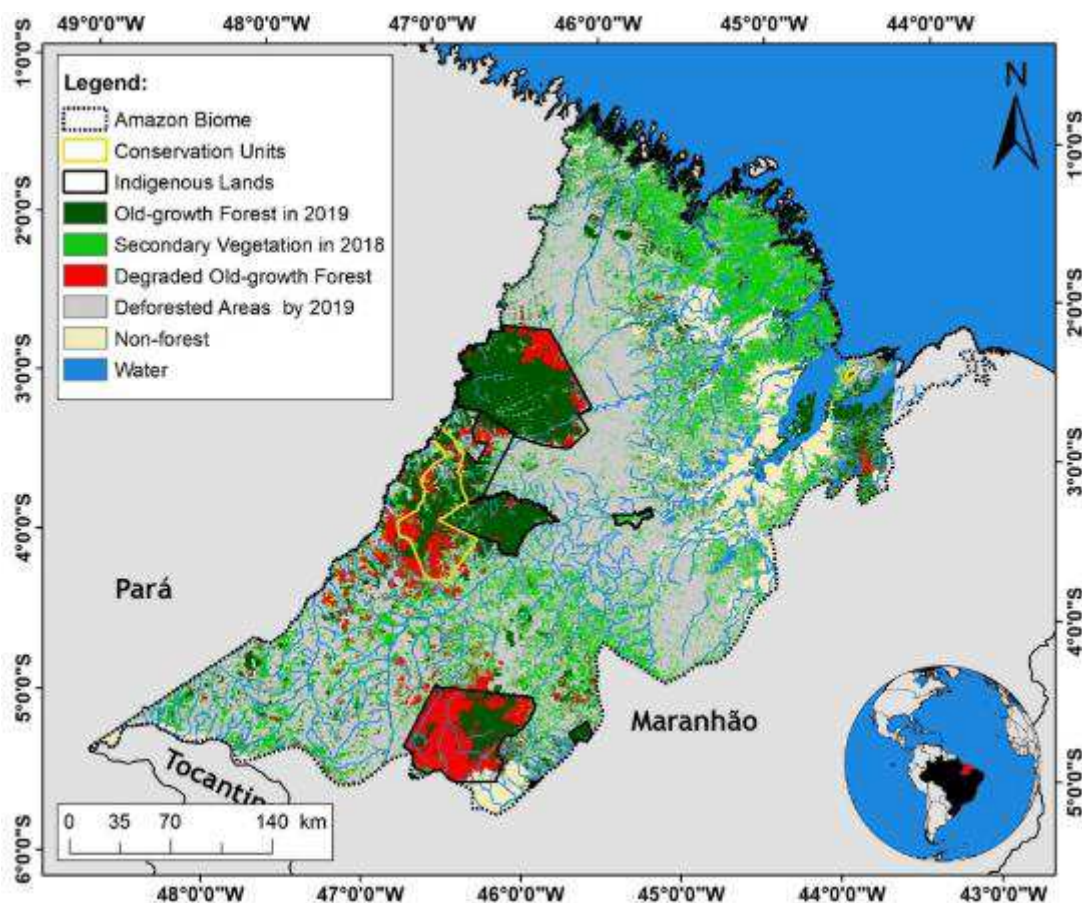 49°0'0"W 48°0'0"W 47°0'0"W 46°0'0"W 45°0'0"W 44°0'0"W
1°0'0"S
2°0'0"S
3°0'0"S
4°0'0"S
5°0'0"S
6°0'0"S
Legend:
Amazon Biome
Conservation Units
Indigenous Lands
Old-growth Forest in 2019
Secondary Vegetation in 2018
Degraded Old-growth Forest
Deforested Areas by 2019
Non-forest
Water
N
1°0'0"S
2°0'0"S
3°0'0"S
4°0'0"S
5°0'0"S
Pará
Maranhão
Tocantin
0 35 70 140 km
48°0'0"W 47°0'0"W 46°0'0"W 45°0'0"W 44°0'0"W 43°0'0"W